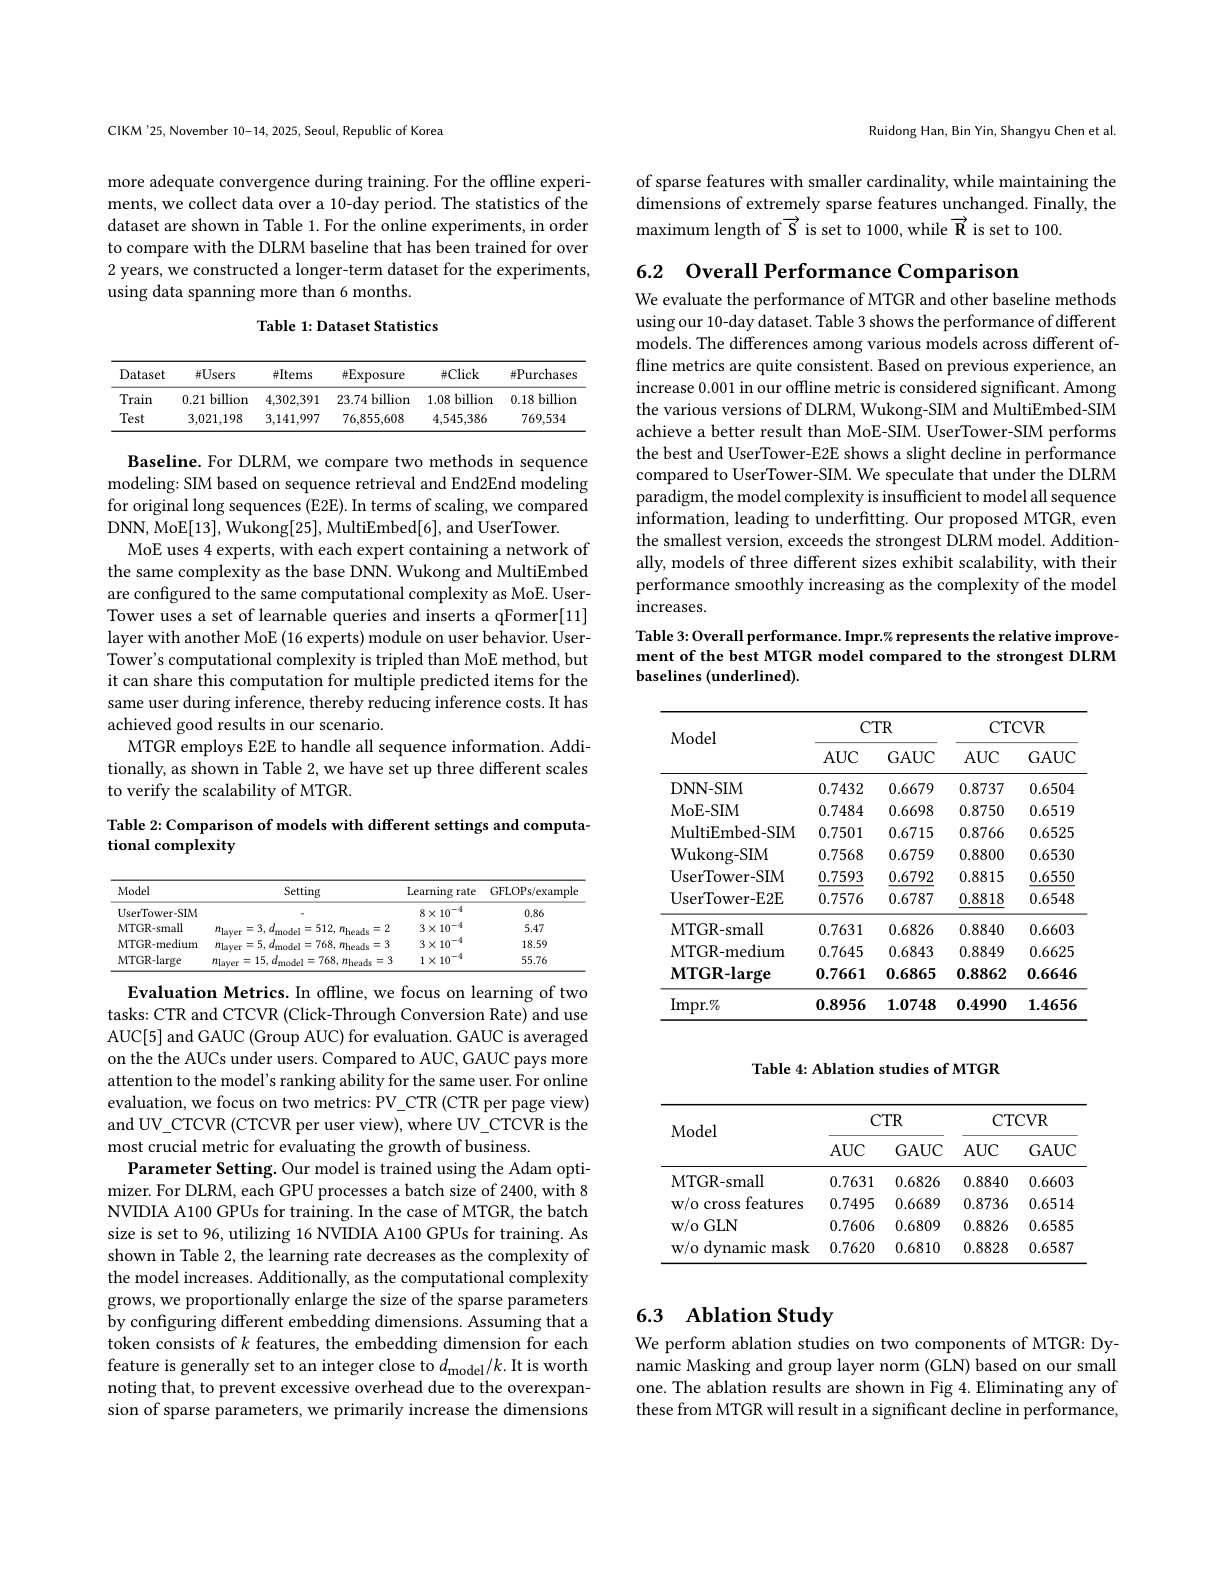 CIKM ’25, November 10–14, 2025, Seoul, Republic of Korea
Ruidong Han, Bin Yin, Shangyu Chen et al.
more adequate convergence during training. For the offline experi-
ments, we collect data over a 10-day period. The statistics of the
dataset are shown in Table 1. For the online experiments, in order
to compare with the DLRM baseline that has been trained for over
2 years, we constructed a longer-term dataset for the experiments,
using data spanning more than 6 months.
Table 1: Dataset Statistics
Dataset #Users #Items #Exposure #Click #Purchases
Train 0.21 billion 4,302,391 23.74 billion 1.08 billion 0.18 billion
Test 3,021,198 3,141,997 76,855,608 4,545,386 769,534
Baseline. For DLRM, we compare two methods in sequence
modeling: SIM based on sequence retrieval and End2End modeling
for original long sequences (E2E). In terms of scaling, we compared
DNN, MoE[13], Wukong[25], MultiEmbed[6], and UserTower.
MoE uses 4 experts, with each expert containing a network of
the same complexity as the base DNN. Wukong and MultiEmbed
are configured to the same computational complexity as MoE. User-
Tower uses a set of learnable queries and inserts a qFormer[11]
layer with another MoE (16 experts) module on user behavior. User-
Tower’s computational complexity is tripled than MoE method, but
it can share this computation for multiple predicted items for the
same user during inference, thereby reducing inference costs. It has
achieved good results in our scenario.
MTGR employs E2E to handle all sequence information. Addi-
tionally, as shown in Table 2, we have set up three different scales
to verify the scalability of MTGR.
Table 2: Comparison of models with different settings and computa-
tional complexity
Model Setting Learning rate GFLOPs/example
UserTower-SIM - 8 × 10⁻⁴ 0.86
MTGR-small n_layer = 3, d_model = 512, n_heads = 2 3 × 10⁻⁴ 5.47
MTGR-medium n_layer = 5, d_model = 768, n_heads = 3 3 × 10⁻⁴ 18.59
MTGR-large n_layer = 15, d_model = 768, n_heads = 3 1 × 10⁻⁴ 55.76
Evaluation Metrics. In offline, we focus on learning of two
tasks: CTR and CTCVR (Click-Through Conversion Rate) and use
AUC[5] and GAUC (Group AUC) for evaluation. GAUC is averaged
on the the AUCs under users. Compared to AUC, GAUC pays more
attention to the model’s ranking ability for the same user. For online
evaluation, we focus on two metrics: PV_CTR (CTR per page view)
and UV_CTCVR (CTCVR per user view), where UV_CTCVR is the
most crucial metric for evaluating the growth of business.
Parameter Setting. Our model is trained using the Adam opti-
mizer. For DLRM, each GPU processes a batch size of 2400, with 8
NVIDIA A100 GPUs for training. In the case of MTGR, the batch
size is set to 96, utilizing 16 NVIDIA A100 GPUs for training. As
shown in Table 2, the learning rate decreases as the complexity of
the model increases. Additionally, as the computational complexity
grows, we proportionally enlarge the size of the sparse parameters
by configuring different embedding dimensions. Assuming that a
token consists of k features, the embedding dimension for each
feature is generally set to an integer close to d_model/k. It is worth
noting that, to prevent excessive overhead due to the overexpan-
sion of sparse parameters, we primarily increase the dimensions
of sparse features with smaller cardinality, while maintaining the
dimensions of extremely sparse features unchanged. Finally, the
maximum length of S⃗ is set to 1000, while R⃗ is set to 100.
6.2 Overall Performance Comparison
We evaluate the performance of MTGR and other baseline methods
using our 10-day dataset. Table 3 shows the performance of different
models. The differences among various models across different of-
fline metrics are quite consistent. Based on previous experience, an
increase 0.001 in our offline metric is considered significant. Among
the various versions of DLRM, Wukong-SIM and MultiEmbed-SIM
achieve a better result than MoE-SIM. UserTower-SIM performs
the best and UserTower-E2E shows a slight decline in performance
compared to UserTower-SIM. We speculate that under the DLRM
paradigm, the model complexity is insufficient to model all sequence
information, leading to underfitting. Our proposed MTGR, even
the smallest version, exceeds the strongest DLRM model. Addition-
ally, models of three different sizes exhibit scalability, with their
performance smoothly increasing as the complexity of the model
increases.
Table 3: Overall performance. Impr.% represents the relative improve-
ment of the best MTGR model compared to the strongest DLRM
baselines (underlined).
Model CTR CTCVR
AUC GAUC AUC GAUC
DNN-SIM 0.7432 0.6679 0.8737 0.6504
MoE-SIM 0.7484 0.6698 0.8750 0.6519
MultiEmbed-SIM 0.7501 0.6715 0.8766 0.6525
Wukong-SIM 0.7568 0.6759 0.8800 0.6530
UserTower-SIM 0.7593 0.6792 0.8815 0.6550
UserTower-E2E 0.7576 0.6787 0.8818 0.6548
MTGR-small 0.7631 0.6826 0.8840 0.6603
MTGR-medium 0.7645 0.6843 0.8849 0.6625
MTGR-large 0.7661 0.6865 0.8862 0.6646
Impr.% 0.8956 1.0748 0.4990 1.4656
Table 4: Ablation studies of MTGR
Model CTR CTCVR
AUC GAUC AUC GAUC
MTGR-small 0.7631 0.6826 0.8840 0.6603
w/o cross features 0.7495 0.6689 0.8736 0.6514
w/o GLN 0.7606 0.6809 0.8826 0.6585
w/o dynamic mask 0.7620 0.6810 0.8828 0.6587
6.3 Ablation Study
We perform ablation studies on two components of MTGR: Dy-
namic Masking and group layer norm (GLN) based on our small
one. The ablation results are shown in Fig 4. Eliminating any of
these from MTGR will result in a significant decline in performance,